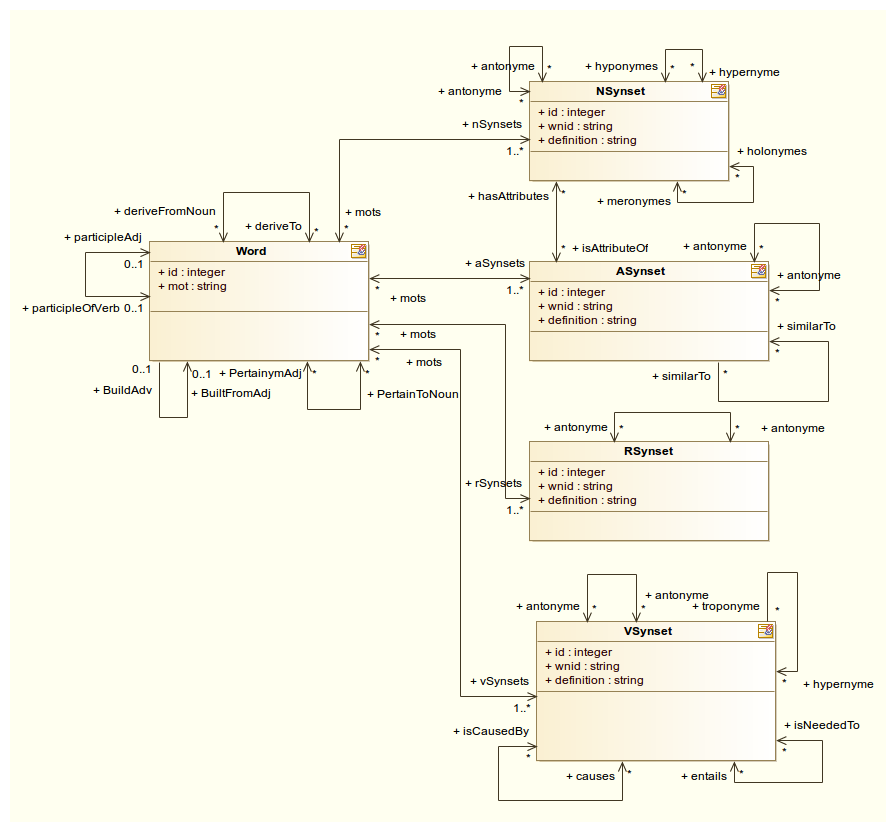 + antonyme *
+ hyponymes * * + hypernyme
+ antonyme *
NSynset
+ id : integer
+ wnid : string
+ definition : string
+ nSynsets
1..*
+ holonymes
*
+ hasAttributes *
+ meronymes *
+ deriveFromNoun *
+ deriveTo *
+ mots
*
+ participleAdj
0..1
+ participleOfVerb 0..1
Word
+ id : integer
+ mot : string
* + isAttributeOf
+ antonyme *
+ aSynsets
1..*
* + mots
ASynset
+ id : integer
+ wnid : string
+ definition : string
+ antonyme
*
+ similarTo
*
+ similarTo *
* + mots
* + mots
0..1
+ BuildAdv
0..1
+ BuiltFromAdj
+ PertainymAdj *
*
+ PertainToNoun
+ antonyme * * + antonyme
RSynset
+ id : integer
+ wnid : string
+ definition : string
+ rSynsets
1..*
+ antonyme *
+ antonyme
*
+ troponyme *
VSynset
+ id : integer
+ wnid : string
+ definition : string
+ vSynsets
1..*
*
+ hypernyme
+ isCausedBy
*
+ isNeededTo
*
+ causes *
+ entails *